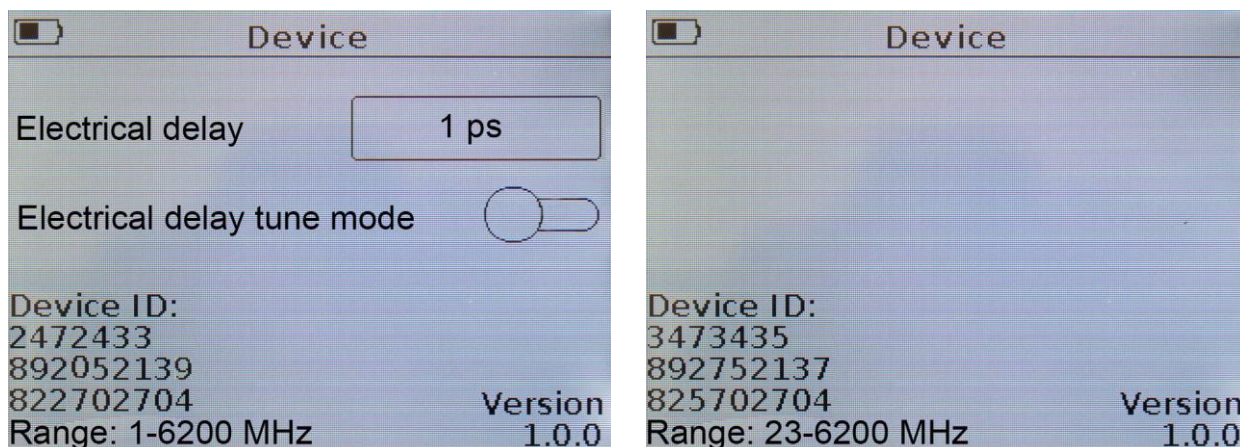 Device
Electrical delay
1 ps
Electrical delay tune mode
Device ID:
2472433
892052139
822702704
Version
Range: 1-6200 MHz
1.0.0
Device
Device ID:
3473435
892752137
825702704
Version
Range: 23-6200 MHz
1.0.0